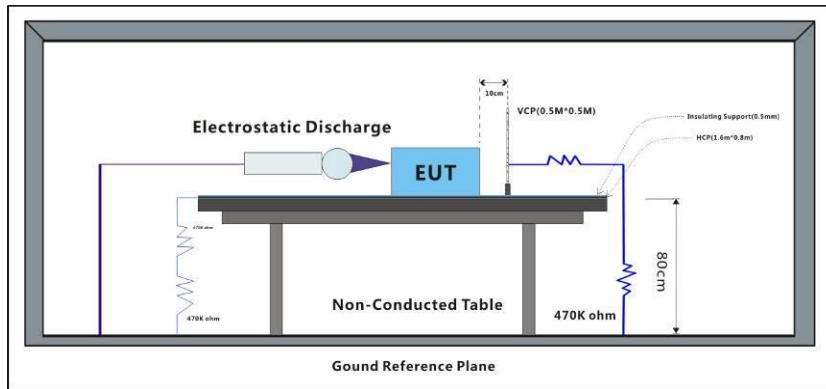 10cm
VCP(0.5M*0.5M)
Insulating Support(0.5mm)
HCP(1.6m*0.8m)
Electrostatic Discharge
EUT
470K ohm
80cm
Non-Conducted Table
470K ohm
470K ohm
Gound Reference Plane